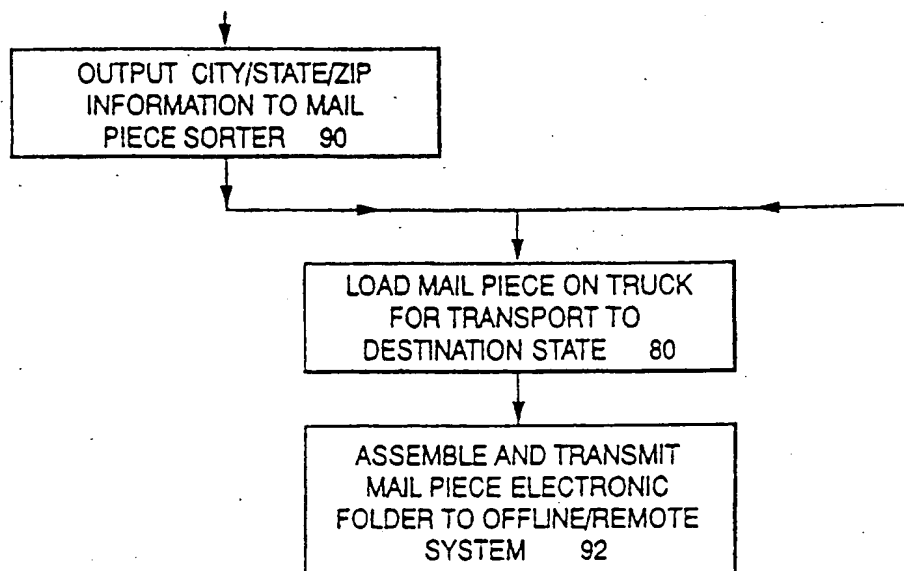 OUTPUT CITY/STATE/ZIP
INFORMATION TO MAIL
PIECE SORTER 90
LOAD MAIL PIECE ON TRUCK
FOR TRANSPORT TO
DESTINATION STATE 80
ASSEMBLE AND TRANSMIT
MAIL PIECE ELECTRONIC
FOLDER TO OFFLINE/REMOTE
SYSTEM 92